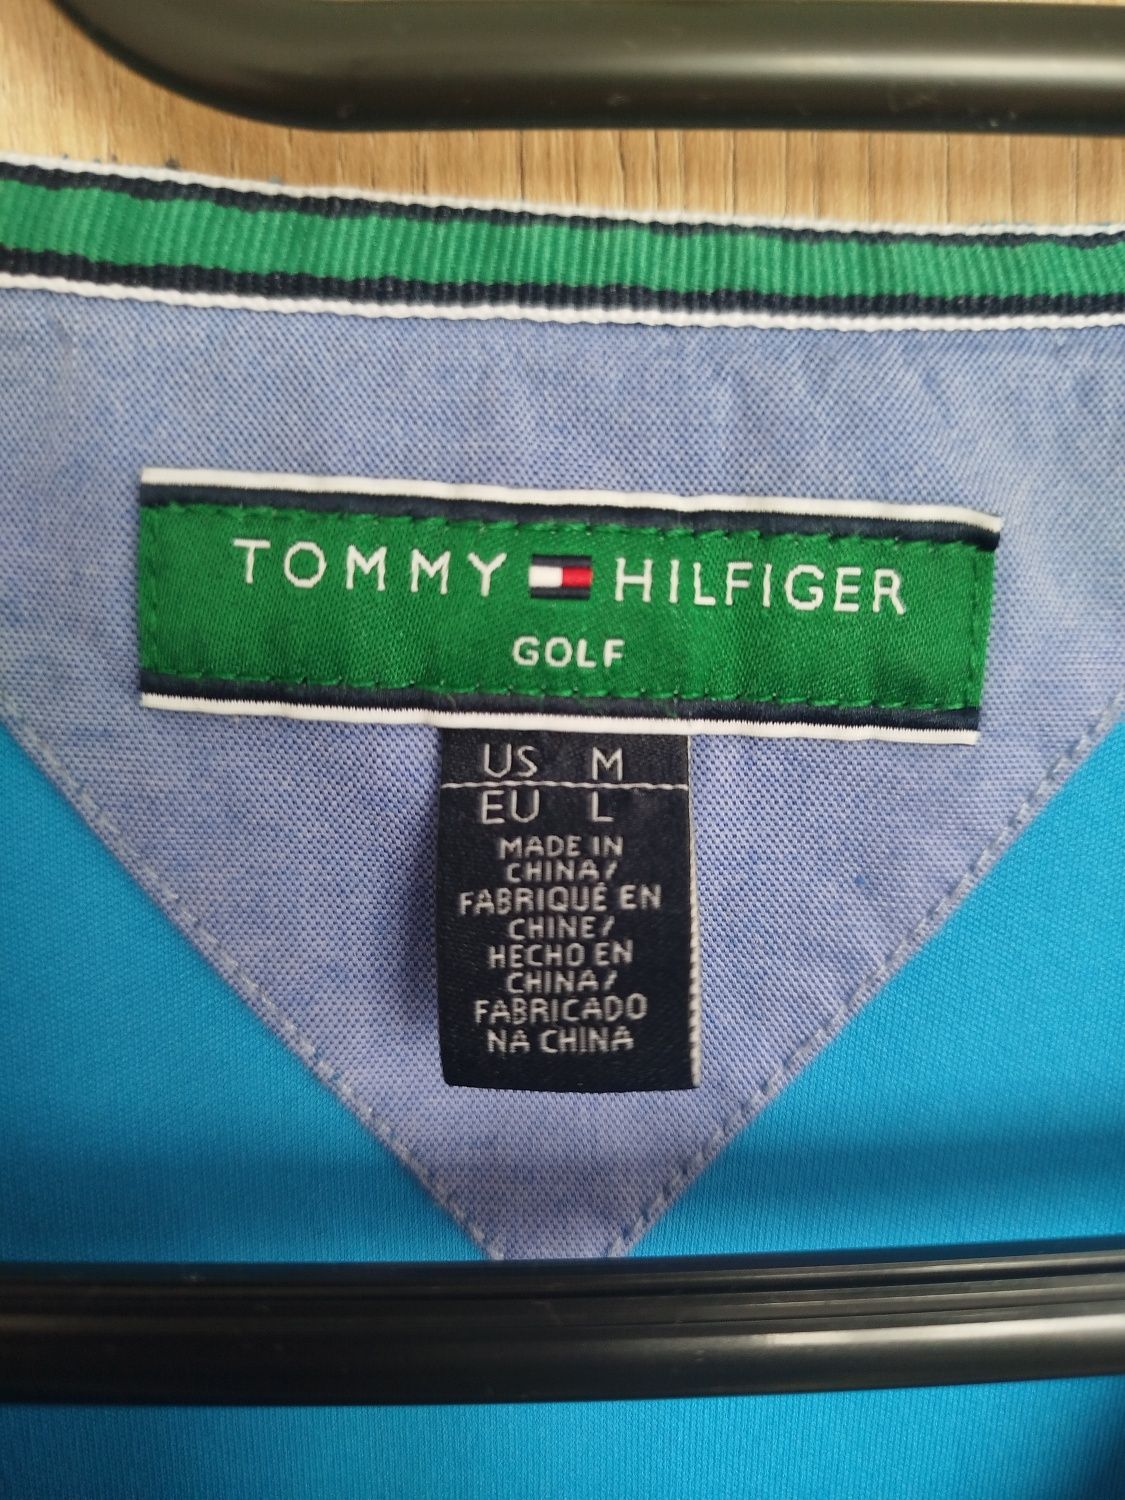 TOMMY HILFIGER
GOLF
US M
EU L
MADE IN
CHINA/
FABRIQUÉ EN
CHINE/
HECHO EN
CHINA/
FABRICADO
NA CHINA